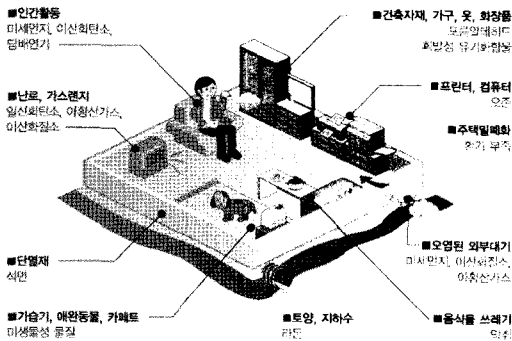 ■인간활동
미세먼지, 이산화탄소,
담배연기
■난로, 가스렌지
일산화탄소, 아황산가스,
이산화질소
■단열재
석면
■가습기, 애완동물, 카페트
미생물성 물질
■건축자재, 가구, 옷, 화장품
포름알데히드
휘발성 유기화합물
■프린터, 컴퓨터
오존
■주택밀폐화
환기 부족
■오염된 외부대기
미세먼지, 이산화질소,
아황산가스
■토양, 지하수
라돈
■음식물 쓰레기
악취